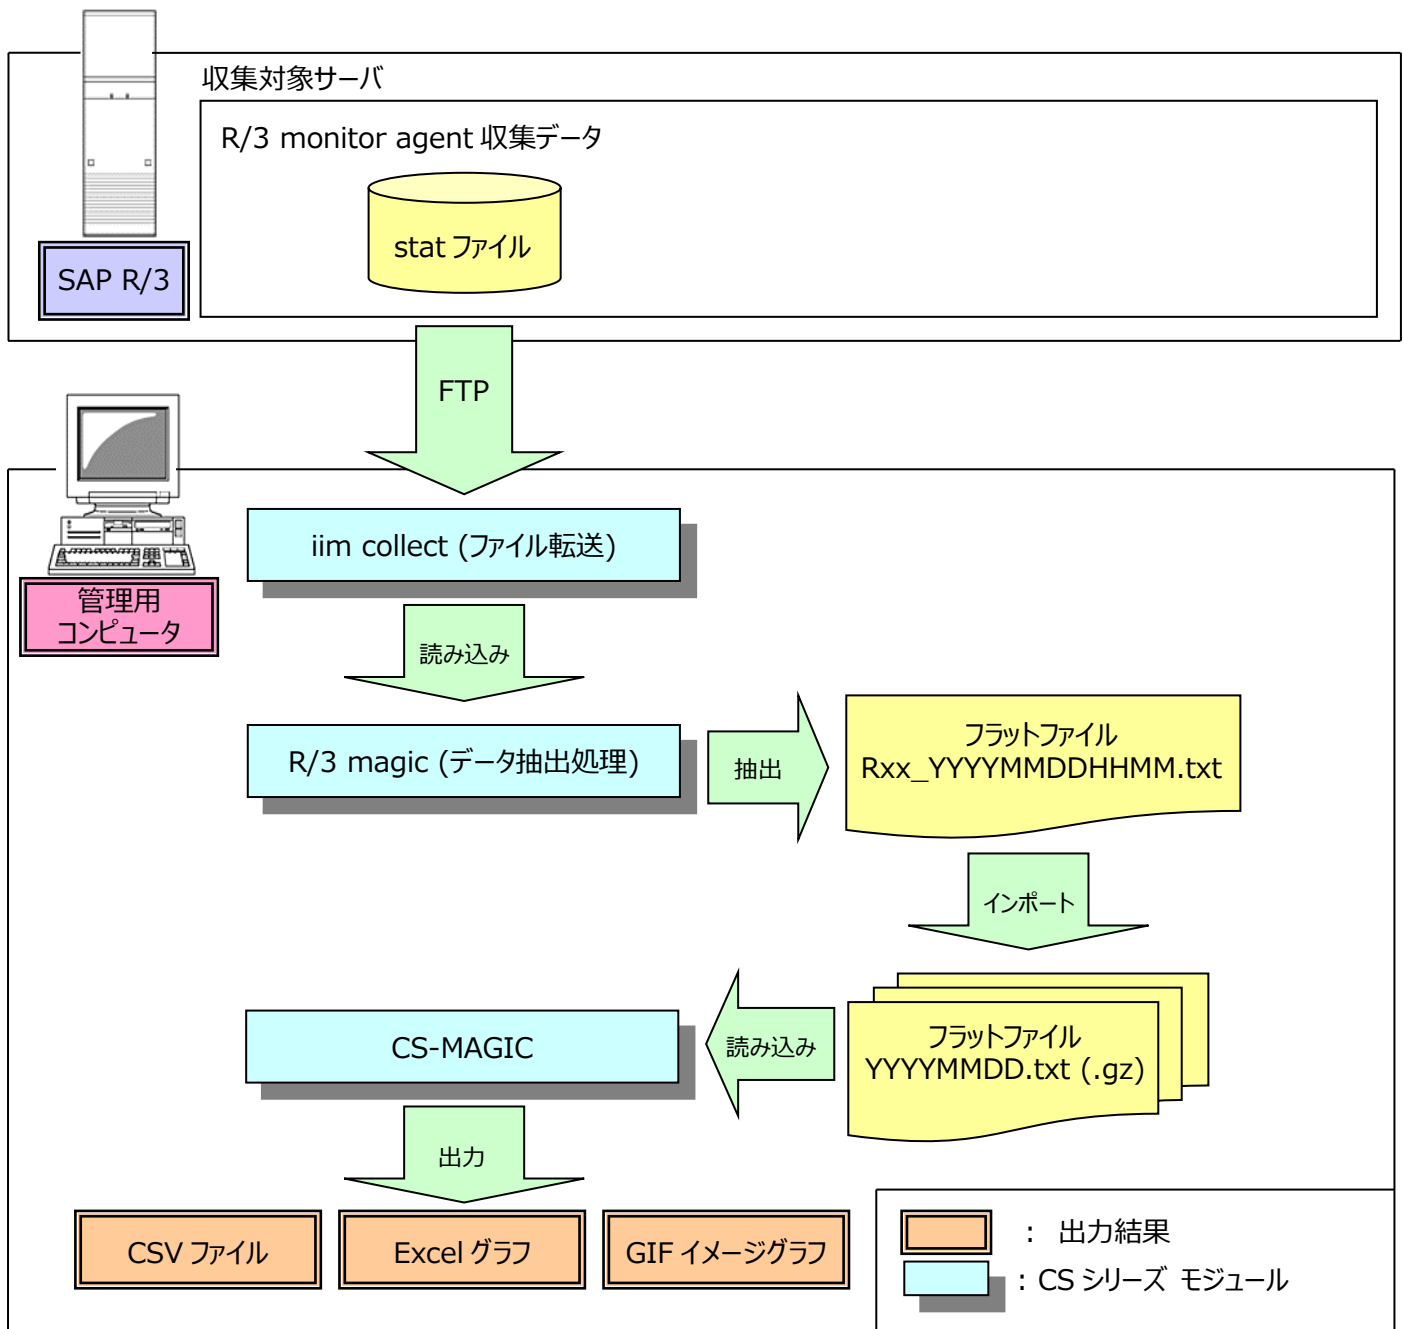 収集対象サーバ
R/3 monitor agent 収集データ
stat ファイル
SAP R/3
FTP
iim collect (ファイル転送)
管理用
コンピュータ
読み込み
R/3 magic (データ抽出処理)
抽出
フラットファイル
Rxx_YYYYMMDDHHMM.txt
インポート
フラットファイル
YYYYMMDD.txt (.gz)
読み込み
CS-MAGIC
出力
CSV ファイル
Excel グラフ
GIF イメージグラフ
： 出力結果
：CS シリーズ モジュール